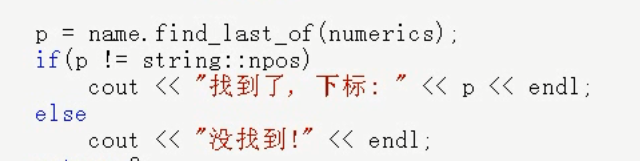 p = name.find_last_of(numerics);
if(p != string::npos)
cout << "找到了, 下标: " << p << endl;
else
cout << "没找到!" << endl;